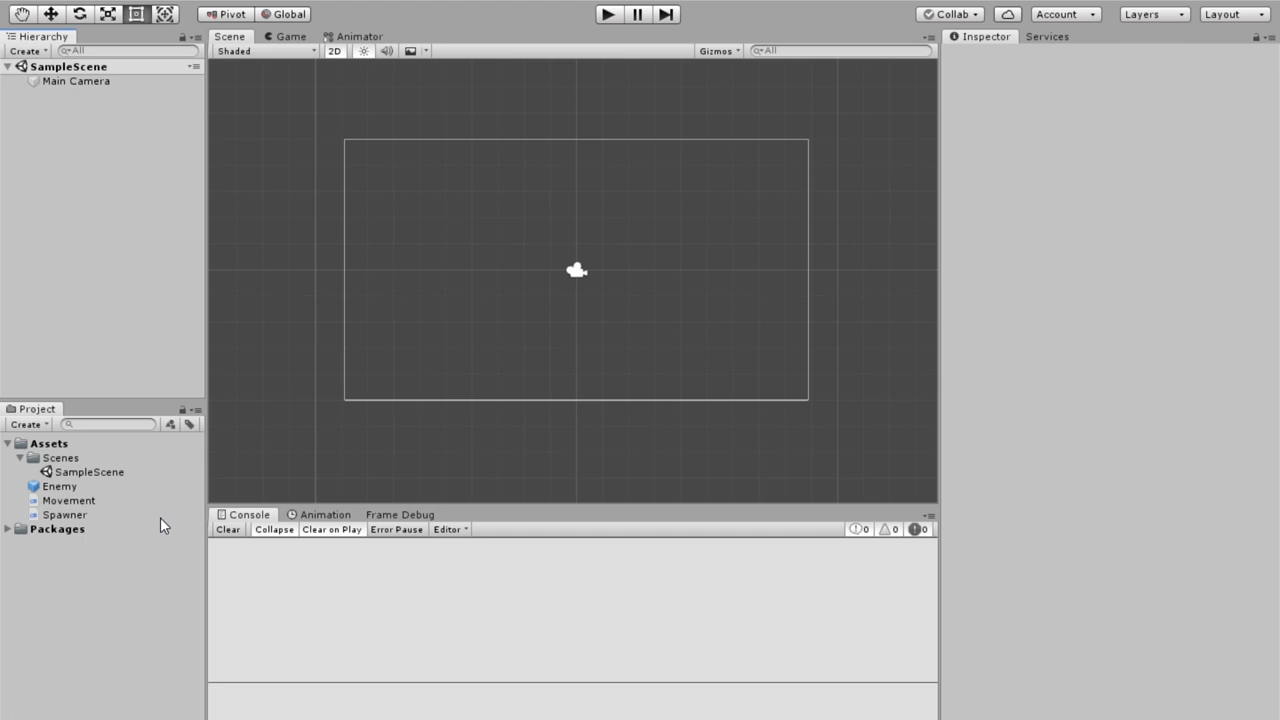 Pivot Global Collab Account Layers Layout
Hierarchy Scene Game Animator Inspector Services
Create All Shaded 2D Gizmos All
SampleScene
Main Camera
Project
Create
Assets
Scenes
SampleScene
Enemy
Movement
Spawner
Packages
Console Animation Frame Debug
Clear Collapse Clear on Play Error Pause Editor 0 0 0